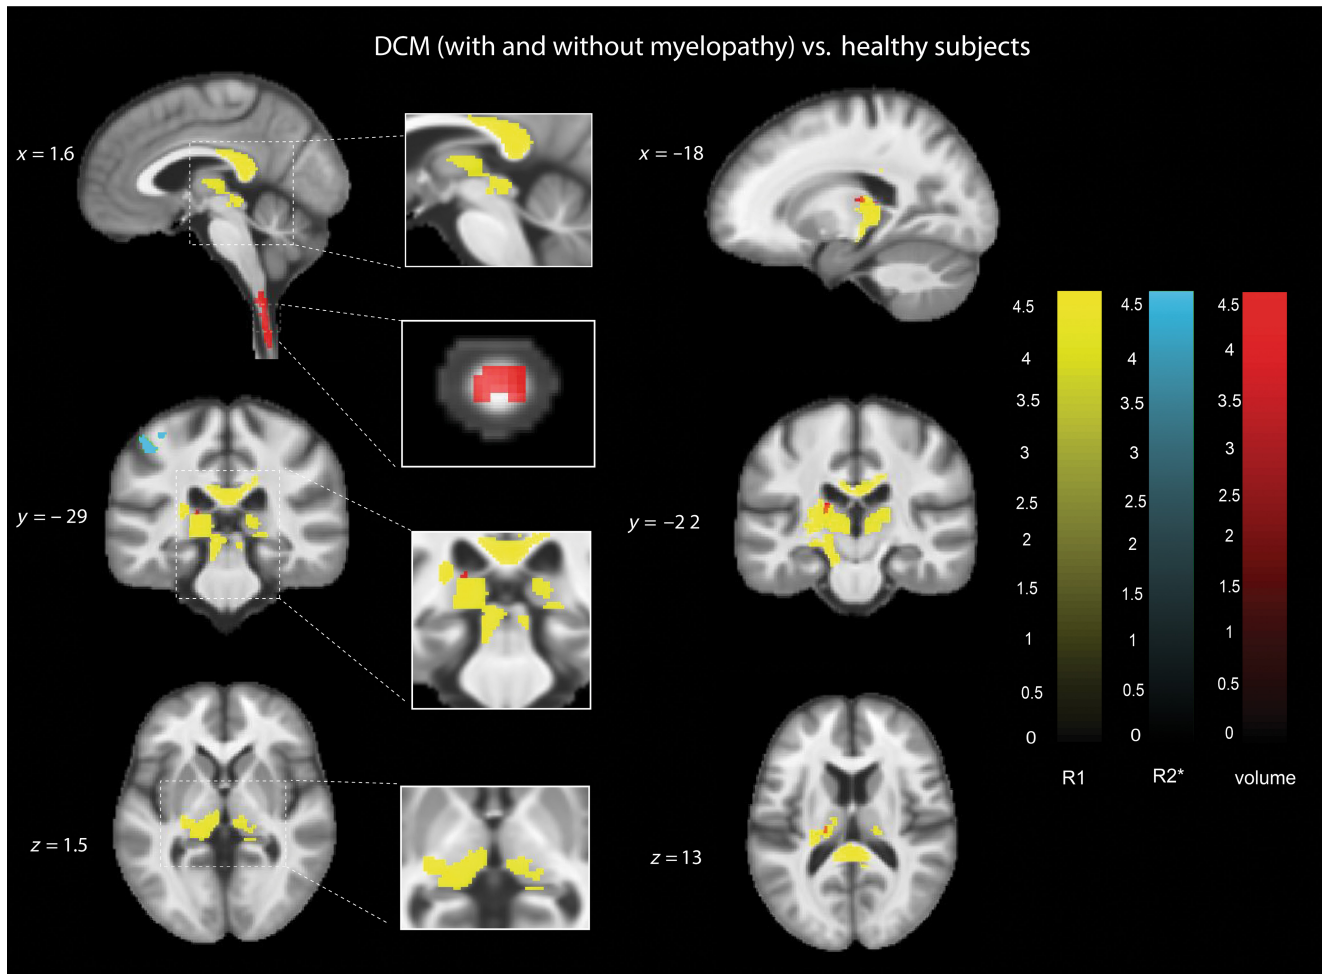 DCM (with and without myelopathy) vs. healthy subjects
x = 1.6
x = –18
y = – 29
y = –2 2
z = 1.5
z = 13
4.5 4.5 4.5
4 4 4
3.5 3.5 3.5
3 3 3
2.5 2.5 2.5
2 2 2
1.5 1.5 1.5
1 1 1
0.5 0.5 0.5
0 0 0
R1 R2* volume